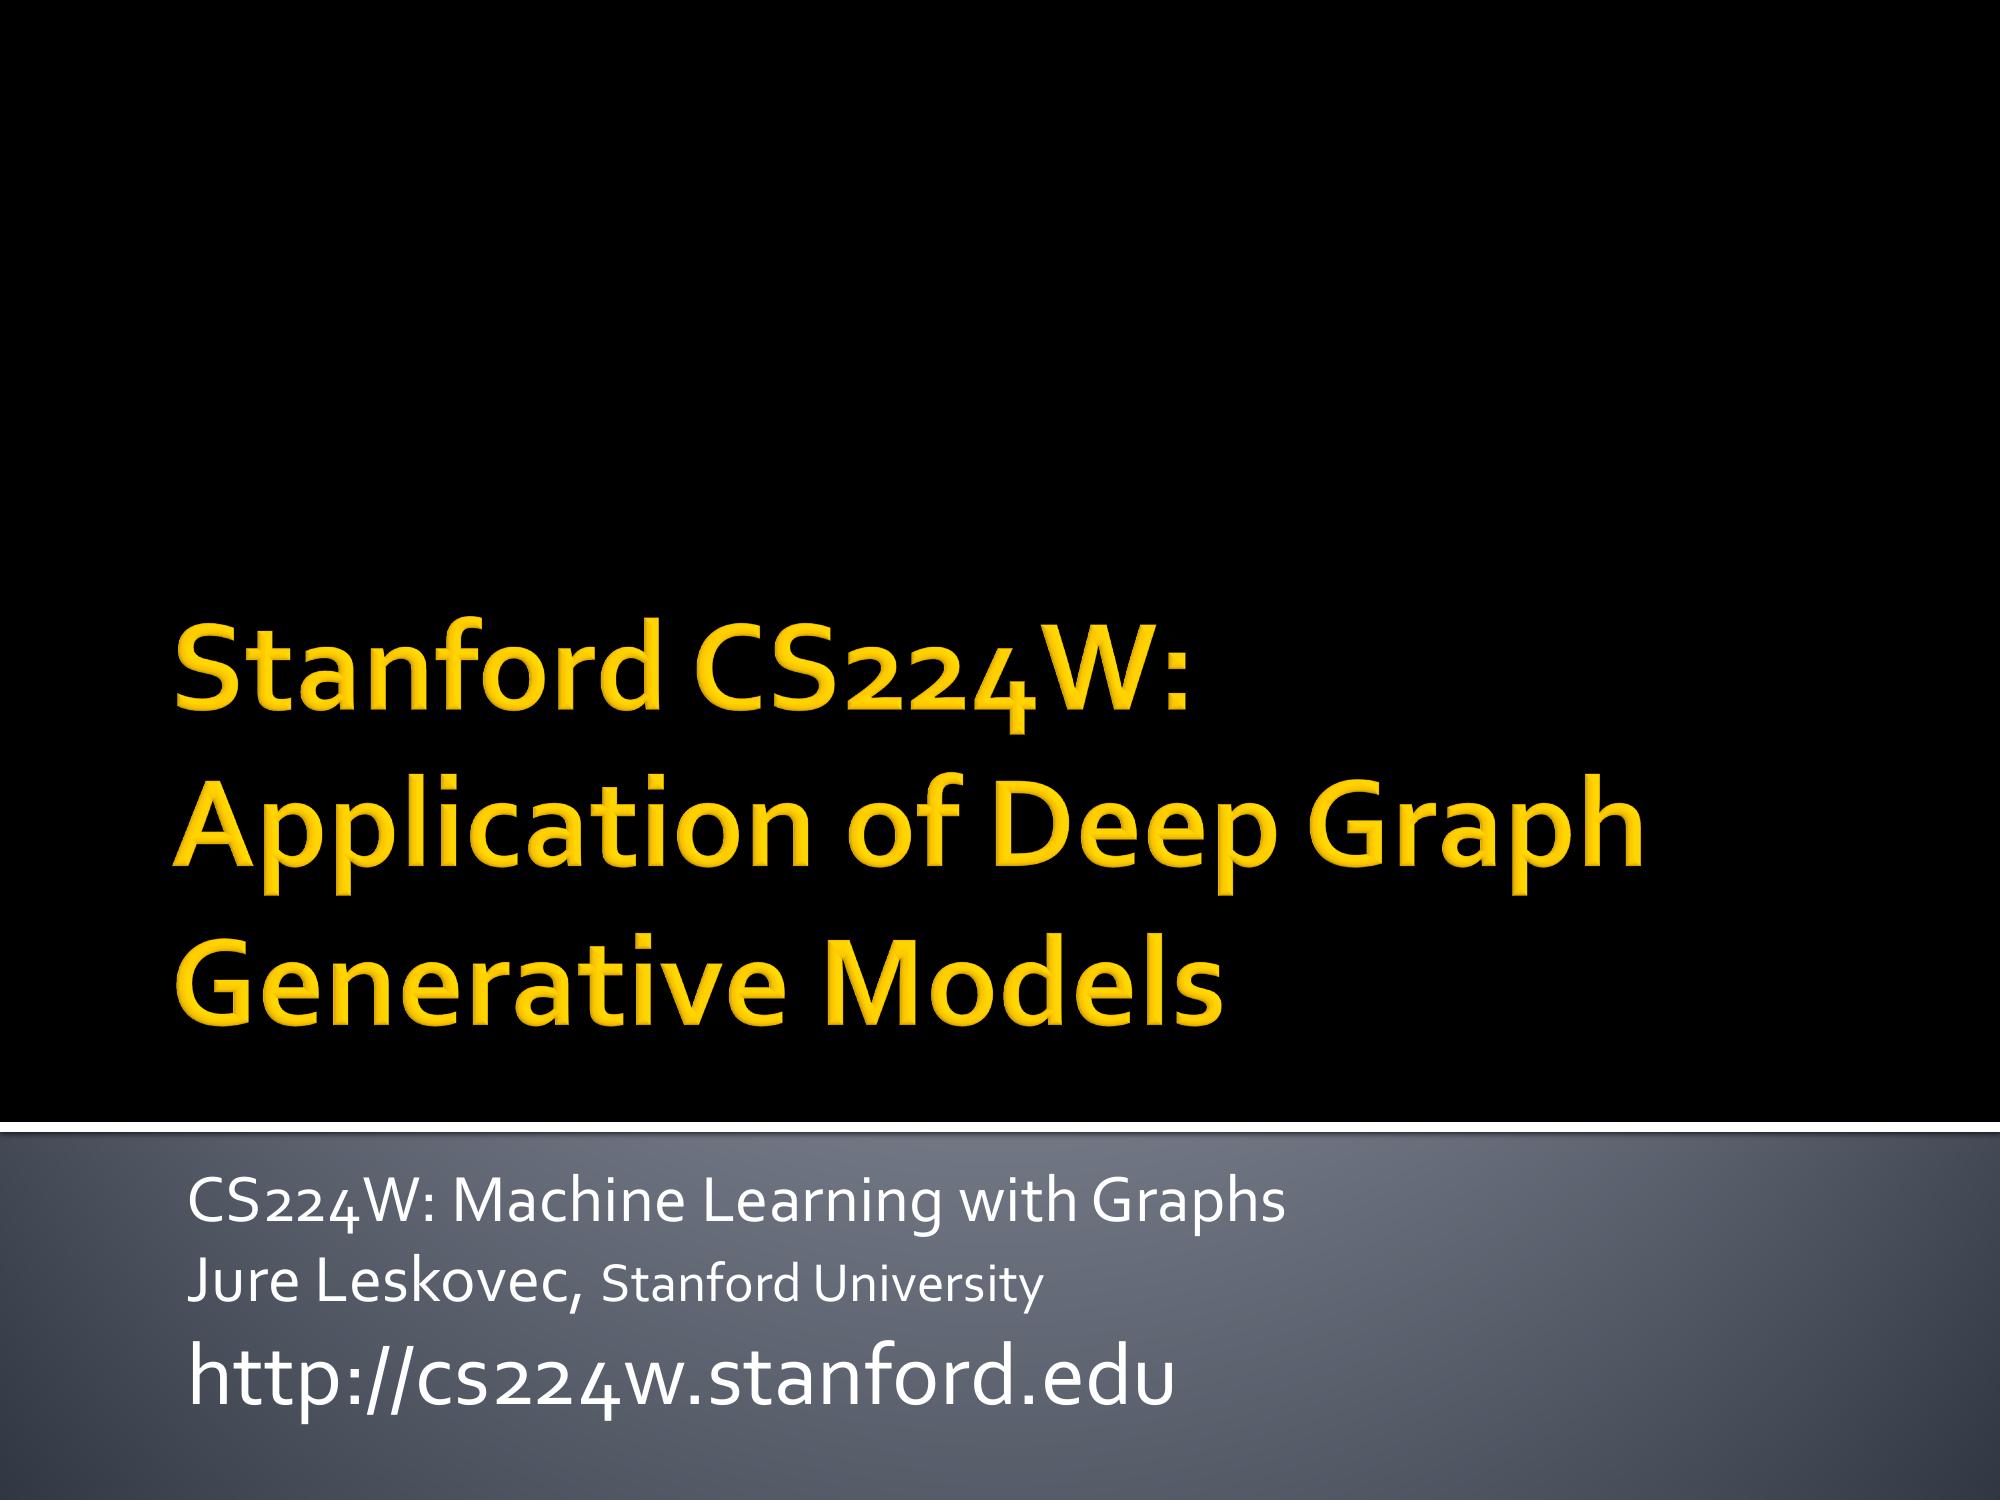 Stanford CS224W:
Application of Deep Graph
Generative Models
CS224W: Machine Learning with Graphs
Jure Leskovec, Stanford University
http://cs224w.stanford.edu